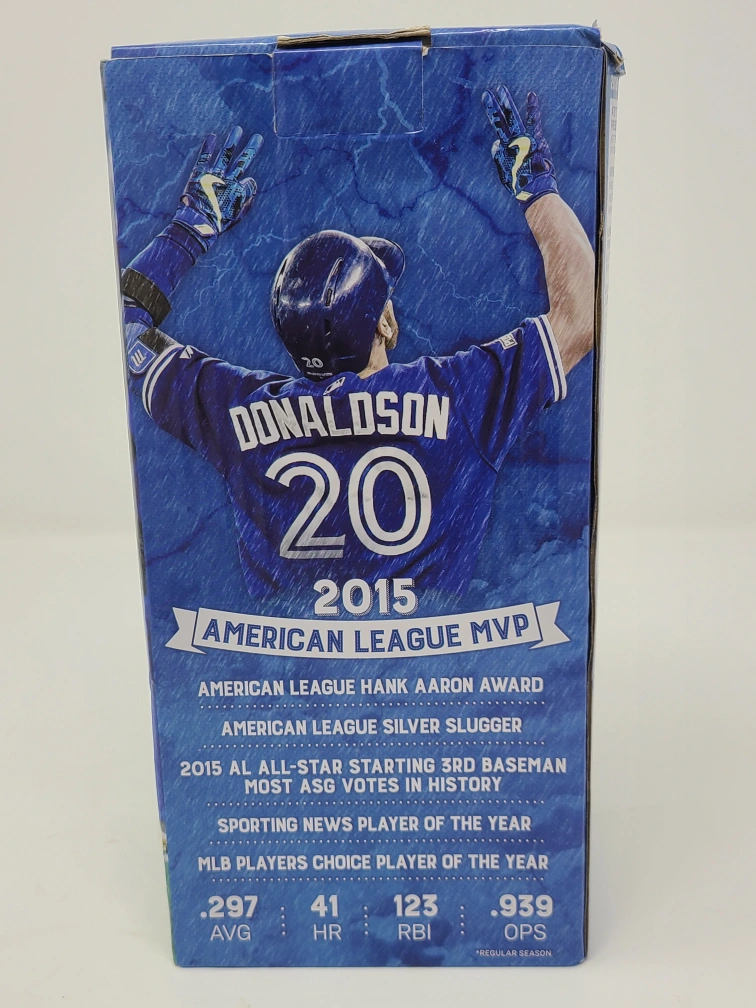 20
DONALDSON
20
2015
AMERICAN LEAGUE MVP
AMERICAN LEAGUE HANK AARON AWARD
AMERICAN LEAGUE SILVER SLUGGER
2015 AL ALL-STAR STARTING 3RD BASEMAN
MOST ASG VOTES IN HISTORY
SPORTING NEWS PLAYER OF THE YEAR
MLB PLAYERS CHOICE PLAYER OF THE YEAR
.297 41 123 .939
AVG HR RBI OPS
*REGULAR SEASON